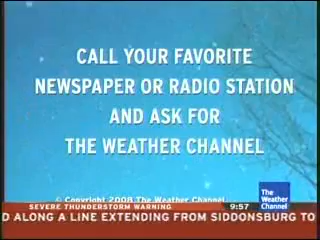 CALL YOUR FAVORITE
NEWSPAPER OR RADIO STATION
AND ASK FOR
THE WEATHER CHANNEL
© Copyright 2008 The Weather Channel
SEVERE THUNDERSTORM WARNING
9:57
The
Weather
Channel
D ALONG A LINE EXTENDING FROM SIDDONSBURG TO